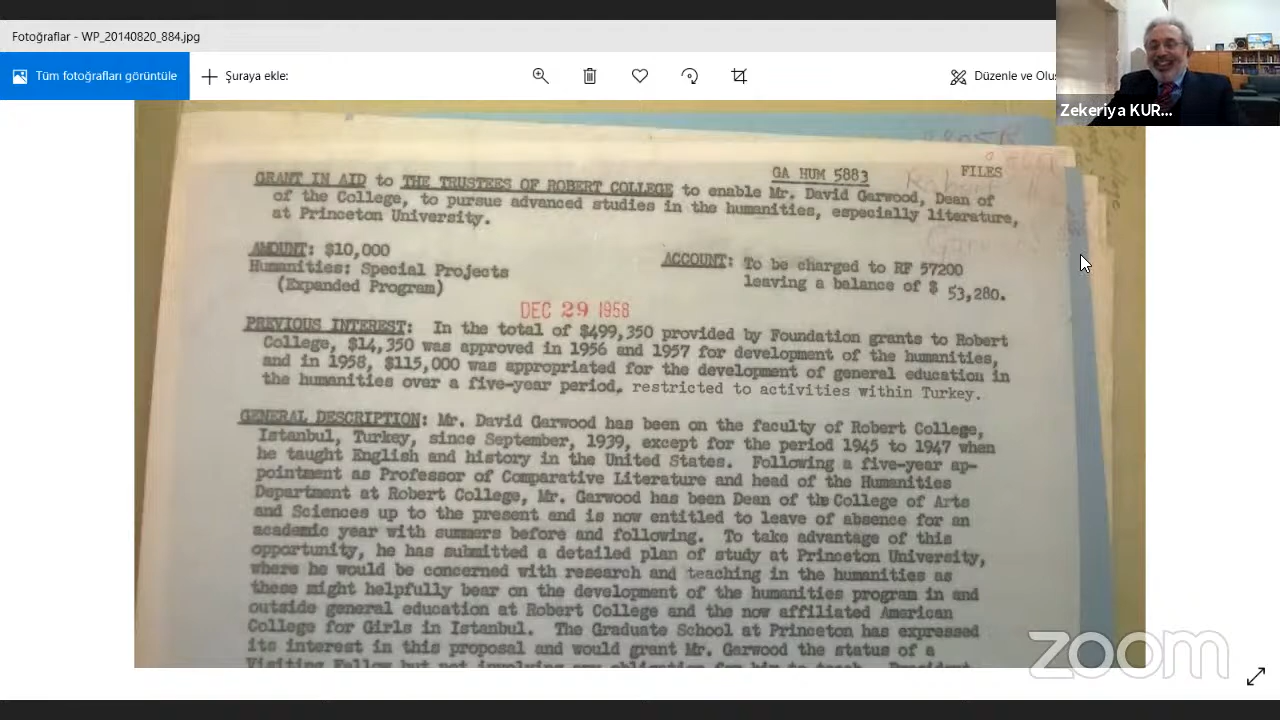 Fotoğraflar - WP_20140820_884.jpg
Tüm fotoğrafları görüntüle
Şuraya ekle:
Düzenle ve Olu
Zekeriya KUR...
GA HUM 5883
FILES
GRANT IN AID to THE TRUSTEES OF ROBERT COLLEGE to enable Mr. David Garwood, Dean of
of the College, to pursue advanced studies in the humanities, especially literature,
at Princeton University.
AMOUNT: $10,000
Humanities: Special Projects
(Expanded Program)
ACCOUNT: To be charged to RF 57200
leaving a balance of $ 53,280.
DEC 29 1958
PREVIOUS INTEREST: In the total of $499,350 provided by Foundation grants to Robert
College, $14,350 was approved in 1956 and 1957 for development of the humanities,
and in 1958, $115,000 was appropriated for the development of general education in
the humanities over a five-year period, restricted to activities within Turkey.
GENERAL DESCRIPTION: Mr. David Garwood has been on the faculty of Robert College,
Istanbul, Turkey, since September, 1939, except for the period 1945 to 1947 when
he taught English and history in the United States. Following a five-year ap-
pointment as Professor of Comparative Literature and head of the Humanities
Department at Robert College, Mr. Garwood has been Dean of the College of Arts
and Sciences up to the present and is now entitled to leave of absence for an
academic year with summers before and following. To take advantage of this
opportunity, he has submitted a detailed plan of study at Princeton University,
where he would be concerned with research and teaching in the humanities as
these might helpfully bear on the development of the humanities program in and
outside general education at Robert College and the now affiliated American
College for Girls in Istanbul. The Graduate School at Princeton has expressed
its interest in this proposal and would grant Mr. Garwood the status of a
Visiting Fellow but not involving any obligation for him to teach. President
zoom